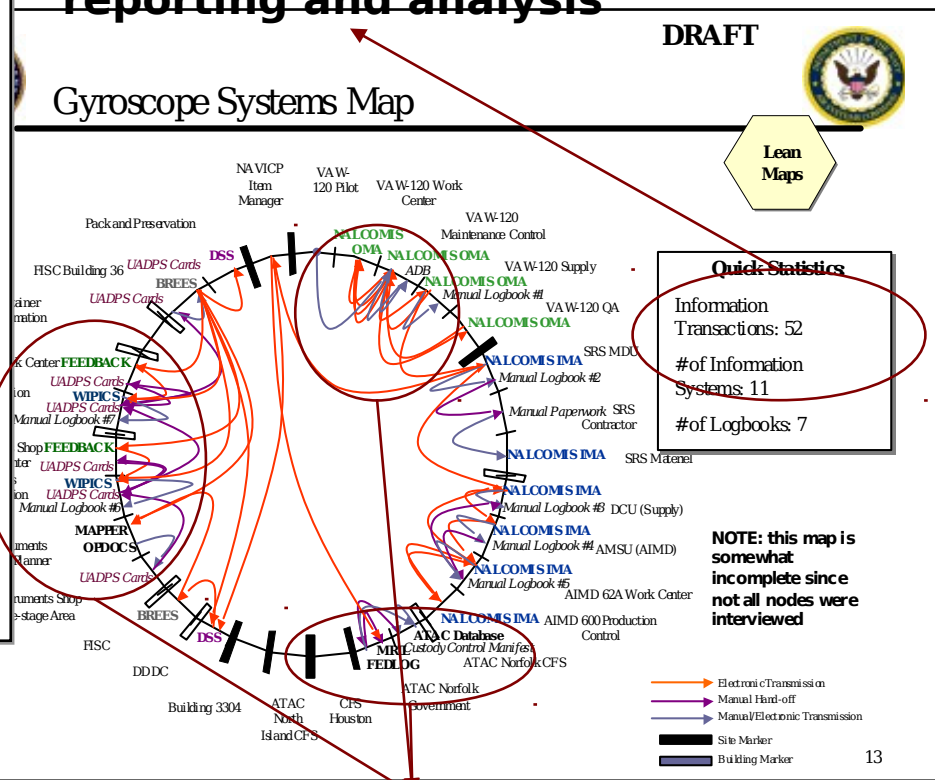 reporting and analysis
DRAFT
Gyroscope Systems Map
Lean
Maps
NAVICP
Item
Manager
VAW-
120 Pilot
VAW-120 Work
Center
VAW-120
Maintenance Control
Pack and Preservation
NALCOMIS
OMA
NALCOMIS OMA
DSS
UADPS Cards
ADB
VAW-120 Supply
FISC Building 36
BREES
NALCOMIS OMA
Manual Logbook #1
UADPS Cards
VAW-120 QA
NALCOMIS OMA
Quick Statistics:
Information
Transactions: 52
# of Information
Systems: 11
# of Logbooks: 7
SRS MDU
NALCOMIS IMA
Manual Logbook #2
k Center FEEDBACK
UADPS Cards
WIPICS
UADPS Cards
Manual Logbook #7
Manual Paperwork
SRS
Contractor
Shop FEEDBACK
UADPS Cards
NALCOMIS IMA
SRS Materiel
WIPICS
UADPS Cards
Manual Logbook #6
NALCOMIS IMA
Manual Logbook #3
DCU (Supply)
MAPPER
OPDOCS
NALCOMIS IMA
Manual Logbook #4
AMSU (AIMD)
UADPS Cards
NALCOMIS IMA
Manual Logbook #5
AIMD 62A Work Center
NOTE: this map is
somewhat
incomplete since
not all nodes were
interviewed
ruments Shop
e-stage Area
BREES
NALCOMIS IMA
AIMD 600 Production
Control
DSS
ATAC Database
Custody Control Manifest
MRIL
FEDLOG
ATAC Norfolk CFS
FISC
DDDC
ATAC Norfolk
Government
Building 3304
ATAC
North
Island CFS
CFS
Houston
Electronic Transmission
Manual Hand-off
Manual/Electronic Transmission
Site Marker
Building Marker
13